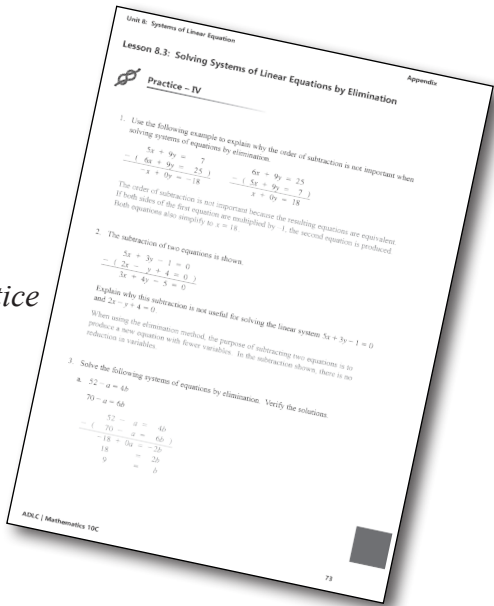 Unit 8: Systems of Linear Equation
Appendix
Lesson 8.3: Solving Systems of Linear Equations by Elimination
Practice – IV
1. Use the following example to explain why the order of subtraction is not important when
solving systems of equations by elimination.
5x + 9y = 7
– ( 6x + 9y = 25 )
–x + 0y = –18
6x + 9y = 25
– ( 5x + 9y = 7 )
x + 0y = 18
The order of subtraction is not important because the resulting equations are equivalent.
If both sides of the first equation are multiplied by –1, the second equation is produced.
Both equations also simplify to x = 18.
2. The subtraction of two equations is shown.
5x + 3y – 1 = 0
– ( 2x – y + 4 = 0 )
3x + 4y – 5 = 0
Explain why this subtraction is not useful for solving the linear system 5x + 3y – 1 = 0
and 2x – y + 4 = 0.
When using the elimination method, the purpose of subtracting two equations is to
produce a new equation with fewer variables. In the subtraction shown, there is no
reduction in variables.
3. Solve the following systems of equations by elimination. Verify the solutions.
a. 52 – a = 4b
70 – a = 6b
52 – a = 4b
– ( 70 – a = 6b )
–18 + 0a = –2b
18 = 2b
9 = b
ADLC | Mathematics 10C
73
tice